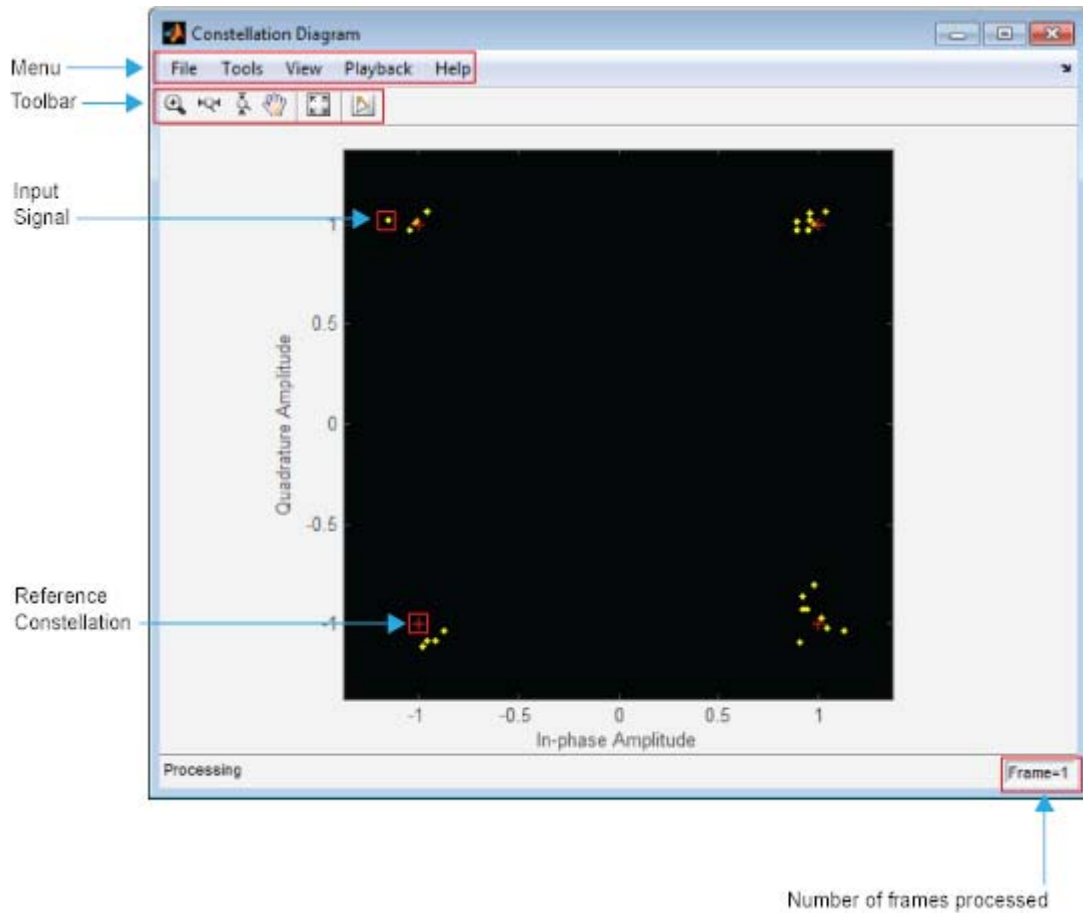 Constellation Diagram
Menu
File Tools View Playback Help
Toolbar
Input
Signal
1
0.5
Quadrature Amplitude
0
-0.5
Reference
Constellation
-1
-1 -0.5 0 0.5 1
In-phase Amplitude
Processing
Frame=1
Number of frames processed